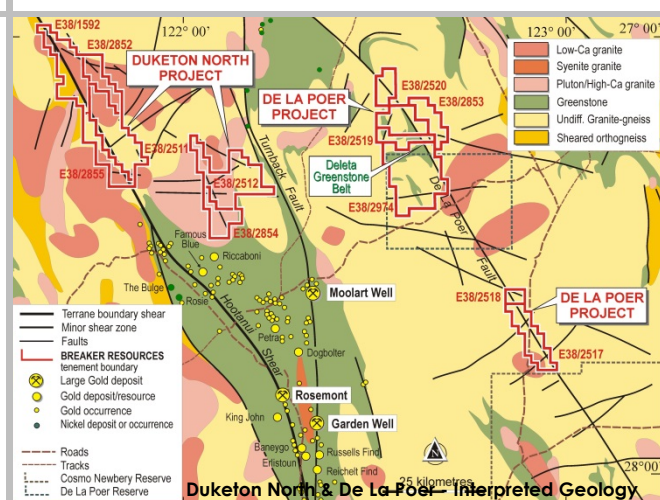 122° 00'
123° 00'
27° 00'
E38/1592
E38/2852
DUKETON NORTH
PROJECT
E38/2511
E38/2855
E38/2512
E38/2854
DE LA POER
PROJECT
E38/2520
E38/2853
E38/2519
Deleta
Greenstone
Belt
E38/2974
Low-Ca granite
Syenite granite
Pluton/High-Ca granite
Greenstone
Undiff. Granite-gneiss
Sheared orthogneiss
Turnback Fault
De La Poer Fault
Famous
Blue
Riccaboni
The Bulge
Rosie
Hootanui Shear
Moolart Well
Petra
Dogbolter
E38/2518
DE LA POER
PROJECT
E38/2517
Rosemont
King John
Garden Well
Baneygo
Erlistoun
Russells Find
Reichelt Find
Terrane boundary shear
Minor shear zone
Faults
BREAKER RESOURCES
tenement boundary
Large Gold deposit
Gold deposit/resource
Gold occurrence
Nickel deposit or occurrence
Roads
Tracks
Cosmo Newbery Reserve
De La Poer Reserve
25 kilometres
28° 00'
Duketon North & De La Poer - Interpreted Geology